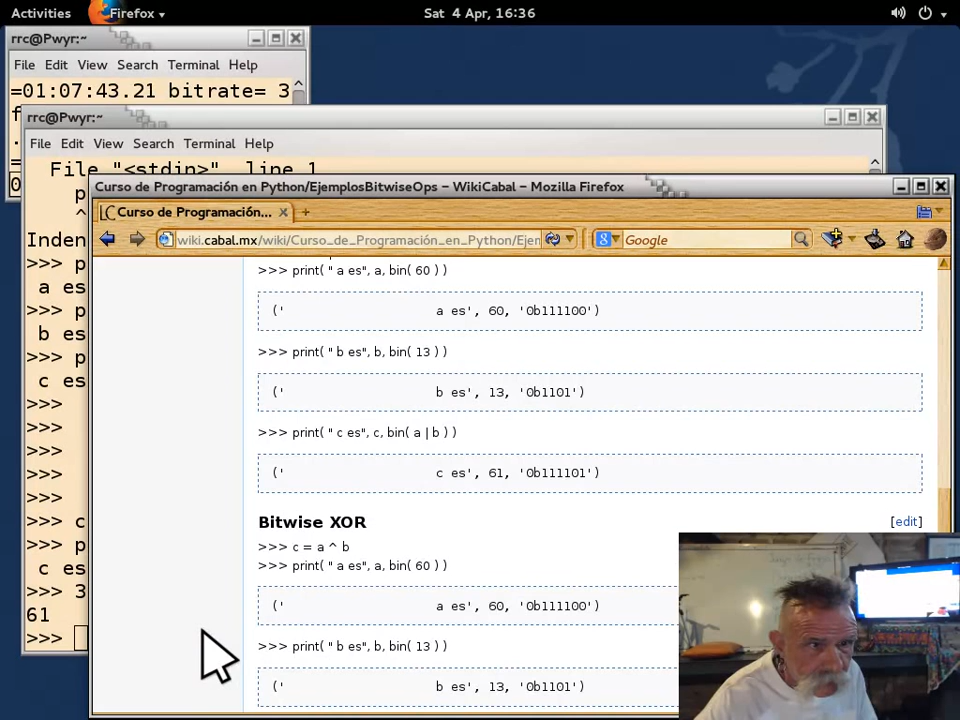 Activities
Firefox
Sat 4 Apr, 16:36
rrc@Pwyr:~
File Edit View Search Terminal Help
=01:07:43.21 bitrate= 3
rrc@Pwyr:~
File Edit View Search Terminal Help
File "<stdin>", line 1
p
^
Inden
>>> p
a es
>>> p
b es
>>> p
c es
>>>
>>>
>>>
>>>
>>>
>>> c
>>> p
c es
>>> 3
61
>>>
Curso de Programación en Python/EjemplosBitwiseOps – WikiCabal – Mozilla Firefox
Curso de Programación...
wiki.cabal.mx/wiki/Curso_de_Programación_en_Python/Ejen
Google
>>> print( " a es", a, bin( 60 ) )
('                    a es', 60, '0b111100')
>>> print( " b es", b, bin( 13 ) )
('                    b es', 13, '0b1101')
>>> print( " c es", c, bin( a | b ) )
('                    c es', 61, '0b111101')
Bitwise XOR
[edit]
>>> c = a ^ b
>>> print( " a es", a, bin( 60 ) )
('                    a es', 60, '0b111100')
>>> print( " b es", b, bin( 13 ) )
('                    b es', 13, '0b1101')